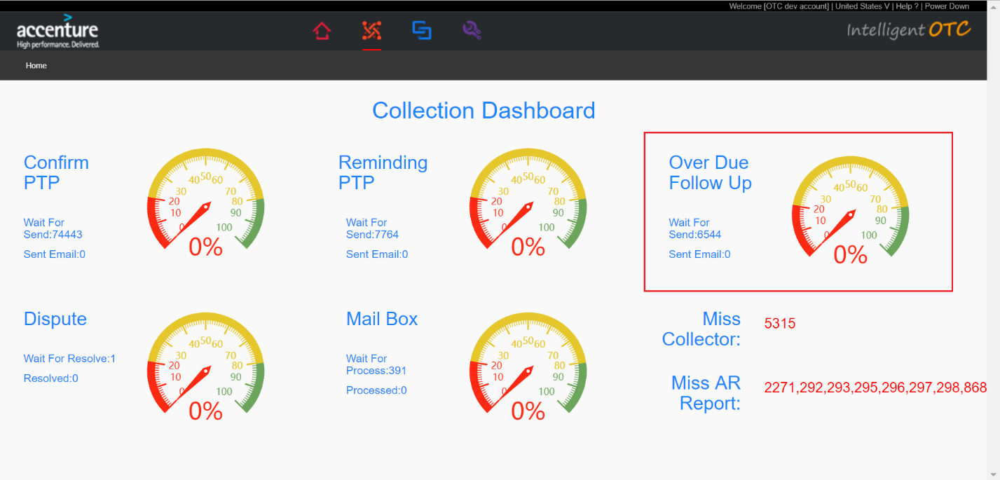 Welcome [OTC dev account] | United States V | Help ? | Power Down
accenture
High performance. Delivered.
Intelligent OTC
Home
Collection Dashboard
Confirm
PTP
Wait For
Send:74443
Sent Email:0
0
10
20
30
40
50
60
70
80
90
100
0%
Reminding
PTP
Wait For
Send:7764
Sent Email:0
0
10
20
30
40
50
60
70
80
90
100
0%
Over Due
Follow Up
Wait For
Send:6544
Sent Email:0
0
10
20
30
40
50
60
70
80
90
100
0%
Dispute
Wait For Resolve:1
Resolved:0
0
10
20
30
40
50
60
70
80
90
100
0%
Mail Box
Wait For
Process:391
Processed:0
0
10
20
30
40
50
60
70
80
90
100
0%
Miss
Collector:
5315
Miss AR
Report:
2271,292,293,295,296,297,298,868